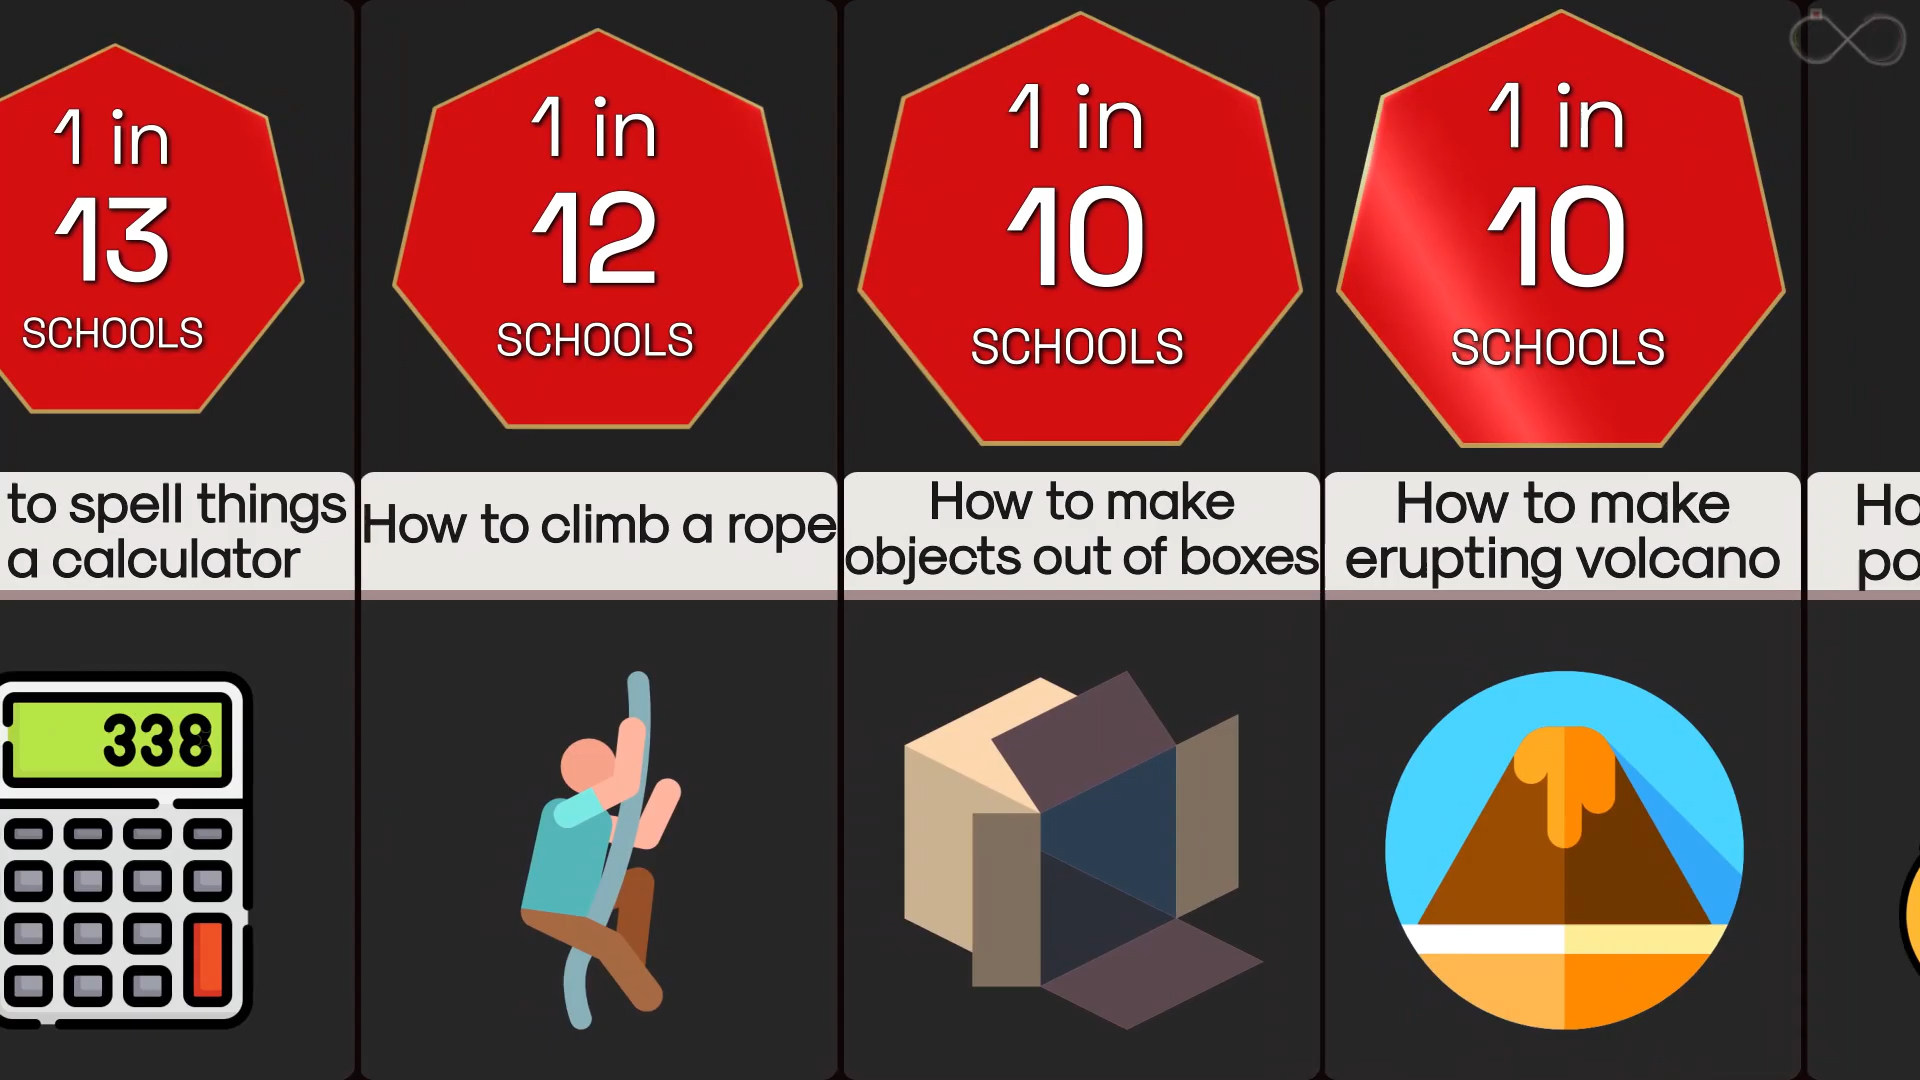 1 in
13
SCHOOLS
to spell things
a calculator
338
1 in
12
SCHOOLS
How to climb a rope
1 in
10
SCHOOLS
How to make
objects out of boxes
1 in
10
SCHOOLS
How to make
erupting volcano